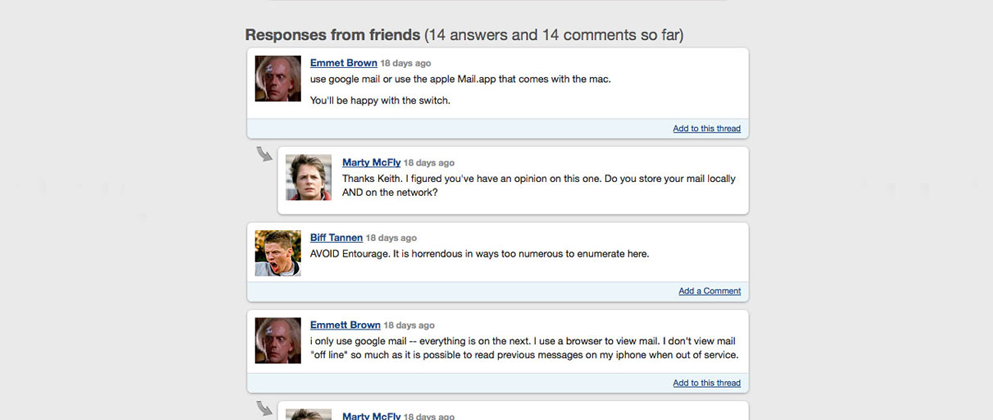 Responses from friends (14 answers and 14 comments so far)
Emmet Brown 18 days ago
use google mail or use the apple Mail.app that comes with the mac.
You'll be happy with the switch.
Add to this thread
Marty McFly 18 days ago
Thanks Keith. I figured you've have an opinion on this one. Do you store your mail locally
AND on the network?
Biff Tannen 18 days ago
AVOID Entourage. It is horrendous in ways too numerous to enumerate here.
Add a Comment
Emmett Brown 18 days ago
i only use google mail -- everything is on the next. I use a browser to view mail. I don't view mail
"off line" so much as it is possible to read previous messages on my iphone when out of service.
Add to this thread
Marty McFly 18 days ago